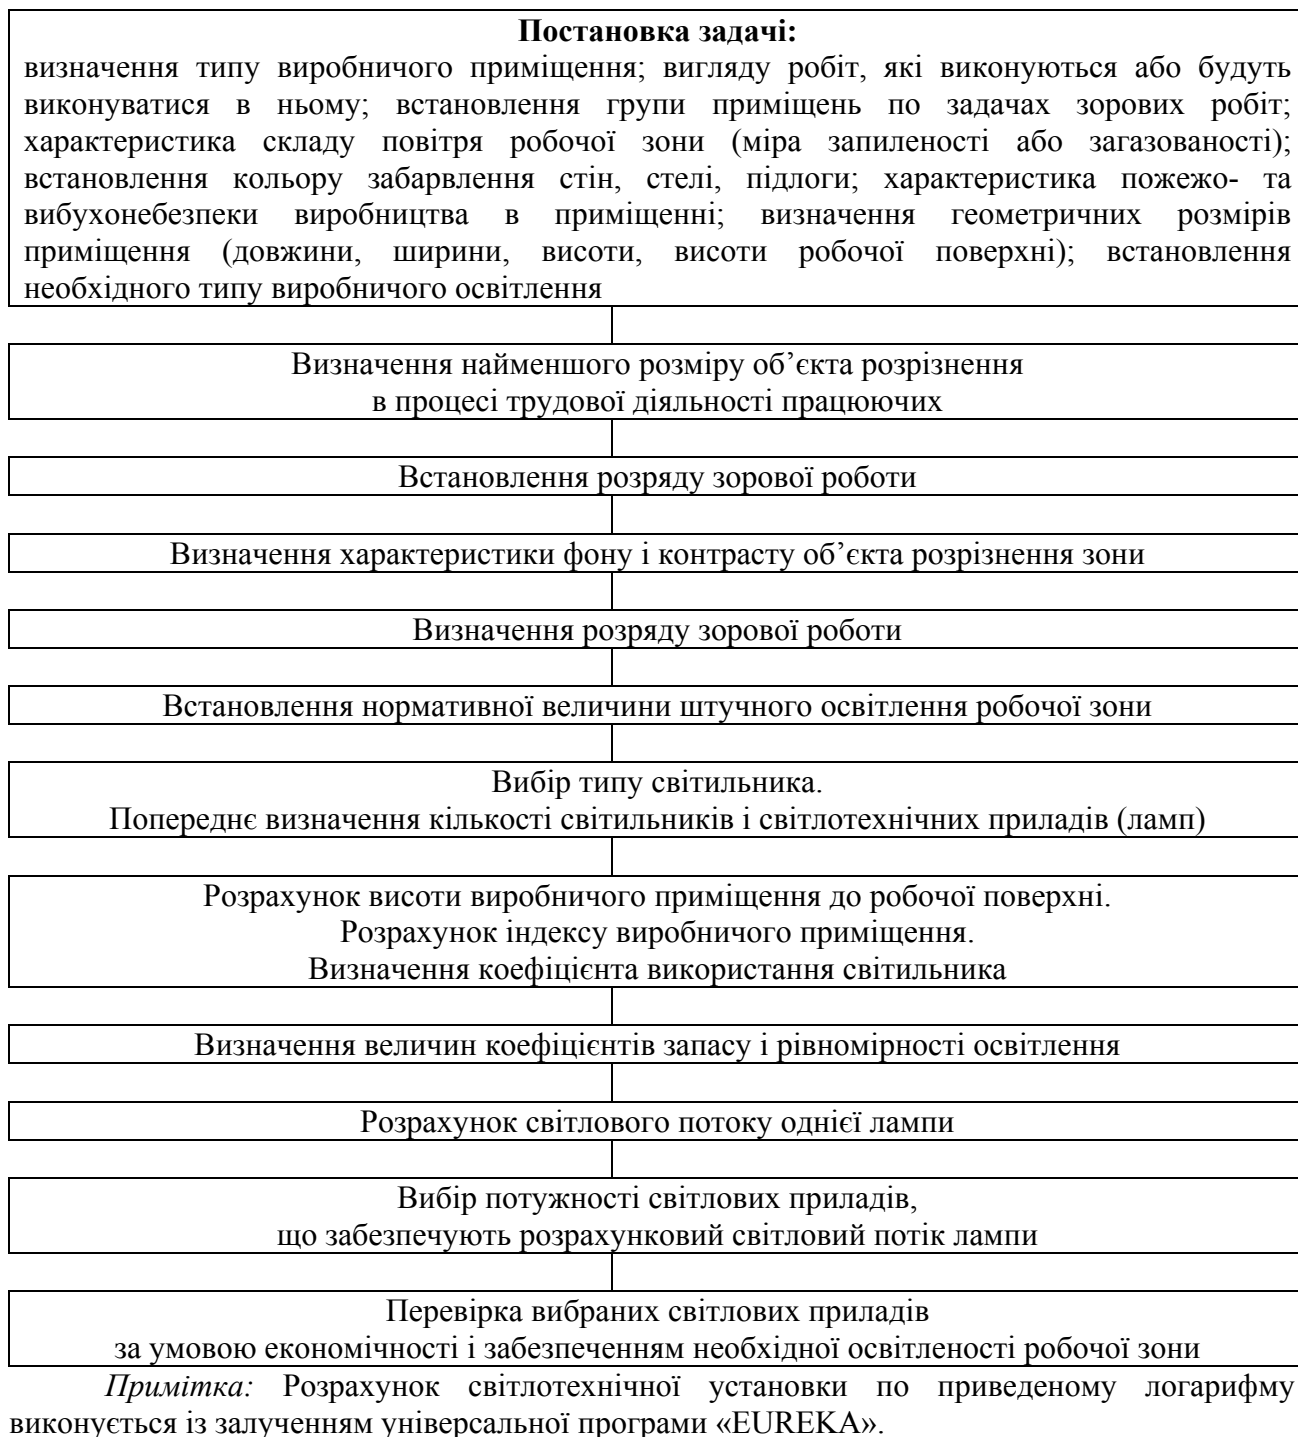 Постановка задачі:
визначення типу виробничого приміщення; вигляду робіт, які виконуються або будуть
виконуватися в ньому; встановлення групи приміщень по задачах зорових робіт;
характеристика складу повітря робочої зони (міра запиленості або загазованості);
встановлення кольору забарвлення стін, стелі, підлоги; характеристика пожежо- та
вибухонебезпеки виробництва в приміщенні; визначення геометричних розмірів
приміщення (довжини, ширини, висоти, висоти робочої поверхні); встановлення
необхідного типу виробничого освітлення
Визначення найменшого розміру об’єкта розрізнення
в процесі трудової діяльності працюючих
Встановлення розряду зорової роботи
Визначення характеристики фону і контрасту об’єкта розрізнення зони
Визначення розряду зорової роботи
Встановлення нормативної величини штучного освітлення робочої зони
Вибір типу світильника.
Попереднє визначення кількості світильників і світлотехнічних приладів (ламп)
Розрахунок висоти виробничого приміщення до робочої поверхні.
Розрахунок індексу виробничого приміщення.
Визначення коефіцієнта використання світильника
Визначення величин коефіцієнтів запасу і рівномірності освітлення
Розрахунок світлового потоку однієї лампи
Вибір потужності світлових приладів,
що забезпечують розрахунковий світловий потік лампи
Перевірка вибраних світлових приладів
за умовою економічності і забезпеченням необхідної освітленості робочої зони
Примітка: Розрахунок світлотехнічної установки по приведеному логарифму
виконується із залученням універсальної програми «EUREKA».